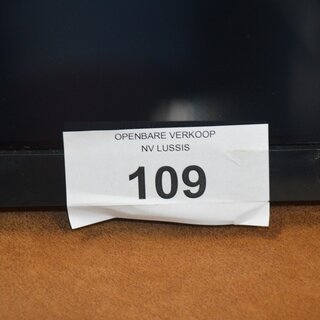 OPENBARE VERKOOP
NV LUSSIS
109